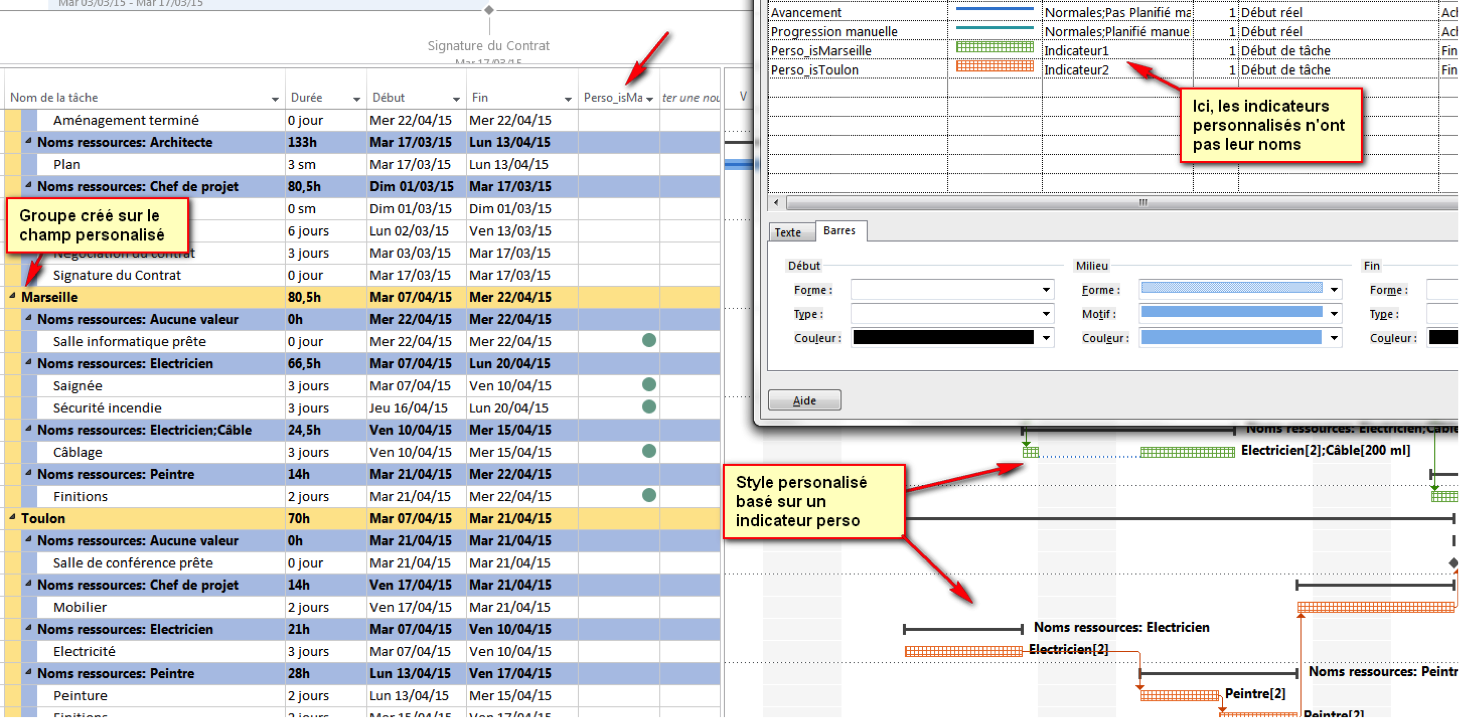 Mar 03/03/15 - Mar 17/03/15
Signature du Contrat
Mar 17/03/15
Nom de la tâche Durée Début Fin Perso_isMa ter une nou V
Aménagement terminé 0 jour Mer 22/04/15 Mer 22/04/15
Noms ressources: Architecte 133h Mar 17/03/15 Lun 13/04/15
Plan 3 sm Mar 17/03/15 Lun 13/04/15
Noms ressources: Chef de projet 80,5h Dim 01/03/15 Mar 17/03/15
0 sm Dim 01/03/15 Dim 01/03/15
6 jours Lun 02/03/15 Ven 13/03/15
Négociation du contrat 3 jours Mar 03/03/15 Mar 17/03/15
Signature du Contrat 0 jour Mar 17/03/15 Mar 17/03/15
Marseille 80,5h Mar 07/04/15 Mer 22/04/15
Noms ressources: Aucune valeur 0h Mer 22/04/15 Mer 22/04/15
Salle informatique prête 0 jour Mer 22/04/15 Mer 22/04/15
Noms ressources: Electricien 66,5h Mar 07/04/15 Lun 20/04/15
Saignée 3 jours Mar 07/04/15 Ven 10/04/15
Sécurité incendie 3 jours Jeu 16/04/15 Lun 20/04/15
Noms ressources: Electricien;Câble 24,5h Ven 10/04/15 Mer 15/04/15
Câblage 3 jours Ven 10/04/15 Mer 15/04/15
Noms ressources: Peintre 14h Mar 21/04/15 Mer 22/04/15
Finitions 2 jours Mar 21/04/15 Mer 22/04/15
Toulon 70h Mar 07/04/15 Mar 21/04/15
Noms ressources: Aucune valeur 0h Mar 21/04/15 Mar 21/04/15
Salle de conférence prête 0 jour Mar 21/04/15 Mar 21/04/15
Noms ressources: Chef de projet 14h Ven 17/04/15 Mar 21/04/15
Mobilier 2 jours Ven 17/04/15 Mar 21/04/15
Noms ressources: Electricien 21h Mar 07/04/15 Ven 10/04/15
Electricité 3 jours Mar 07/04/15 Ven 10/04/15
Noms ressources: Peintre 28h Lun 13/04/15 Ven 17/04/15
Peinture 2 jours Lun 13/04/15 Mer 15/04/15
Finitions 2 jours Mer 15/04/15 Ven 17/04/15
Groupe créé sur le
champ personalisé
Avancement Normales;Pas Planifié ma 1 Début réel Ach
Progression manuelle Normales;Planifié manue 1 Début réel Ach
Perso_isMarseille Indicateur1 1 Début de tâche Fin
Perso_isToulon Indicateur2 1 Début de tâche Fin
Ici, les indicateurs
personnalisés n'ont
pas leur noms
Texte Barres
Début Milieu Fin
Forme : Forme : Forme :
Type : Motif : Type :
Couleur : Couleur : Couleur :
Aide
Noms ressources: Electricien;Câble
Electricien[2];Câble[200 ml]
Style personalisé
basé sur un
indicateur perso
Noms ressources: Electricien
Electricien[2]
Noms ressources: Peintr
Peintre[2]
Peintre[2]